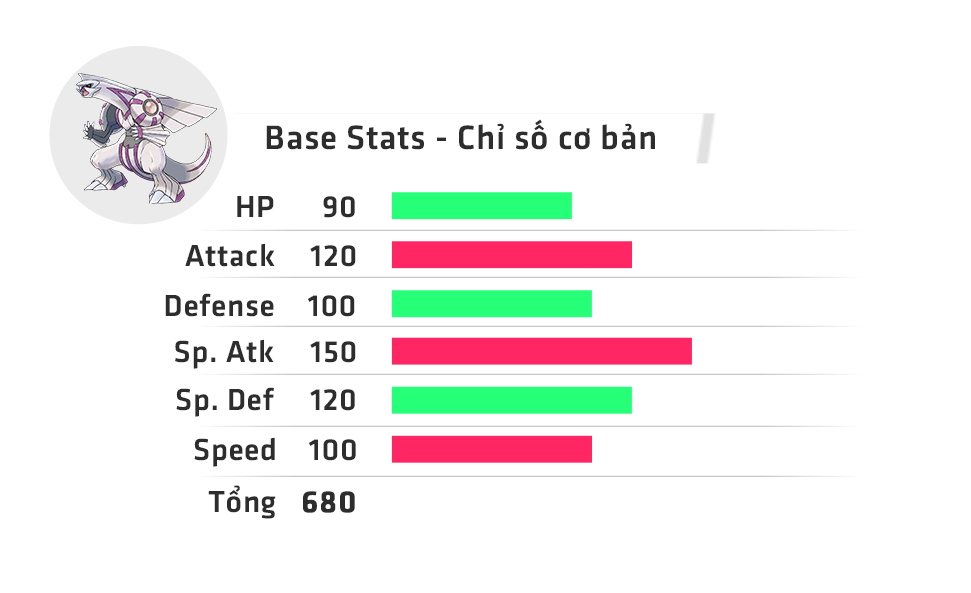 Base Stats - Chỉ số cơ bản
HP 90
Attack 120
Defense 100
Sp. Atk 150
Sp. Def 120
Speed 100
Tổng 680